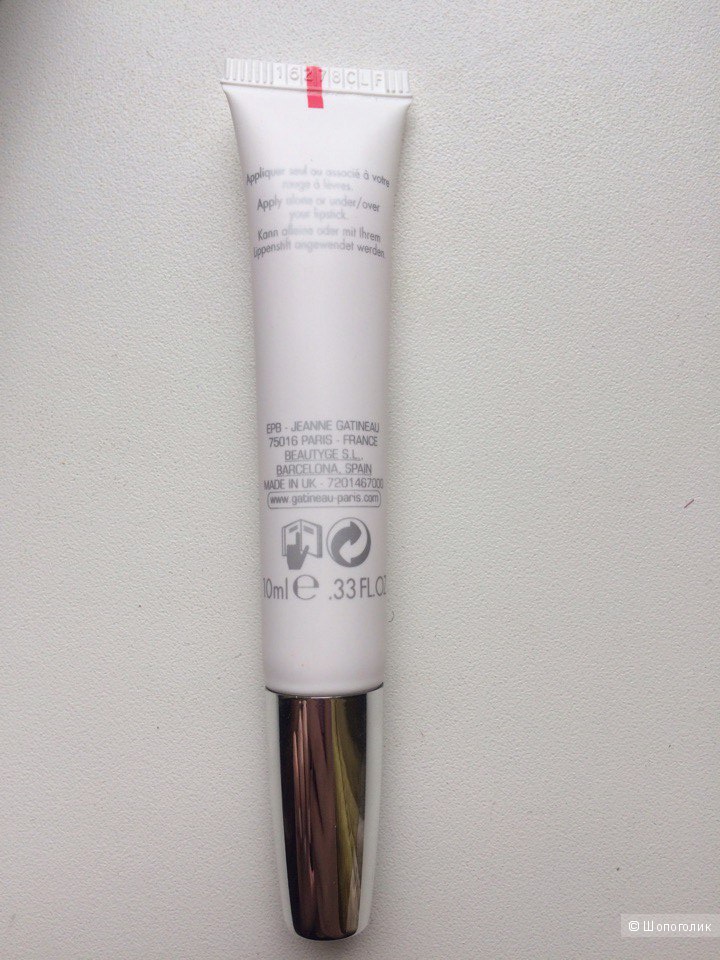 16278CLF
Appliquer seul ou associé à votre
rouge à lèvres.
Apply alone or under/over
your lipstick.
Kann alleine oder mit Ihrem
Lippenstift angewendet werden.
EPB - JEANNE GATINEAU
75016 PARIS - FRANCE
BEAUTYGE S.L.,
BARCELONA, SPAIN
MADE IN UK - 7201467000
www.gatineau-paris.com
10ml e .33 FL.OZ
© Шопоголик